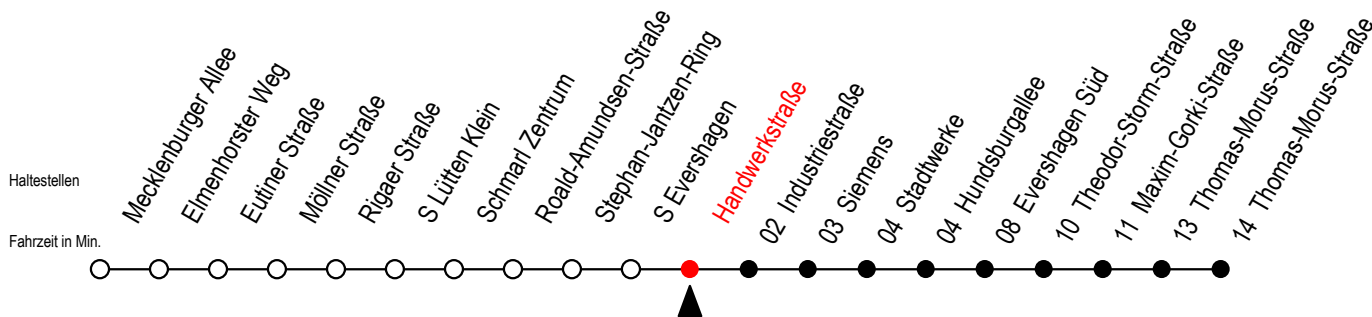 Haltestellen
Fahrzeit in Min.
Mecklenburger Allee
Elmenhorster Weg
Eutiner Straße
Möllner Straße
Rigaer Straße
S Lütten Klein
Schmarl Zentrum
Roald-Amundsen-Straße
Stephan-Jantzen-Ring
S Evershagen
Handwerkstraße
02 Industriestraße
03 Siemens
04 Stadtwerke
04 Hundsburgallee
08 Evershagen Süd
10 Theodor-Storm-Straße
11 Maxim-Gorki-Straße
13 Thomas-Morus-Straße
14 Thomas-Morus-Straße